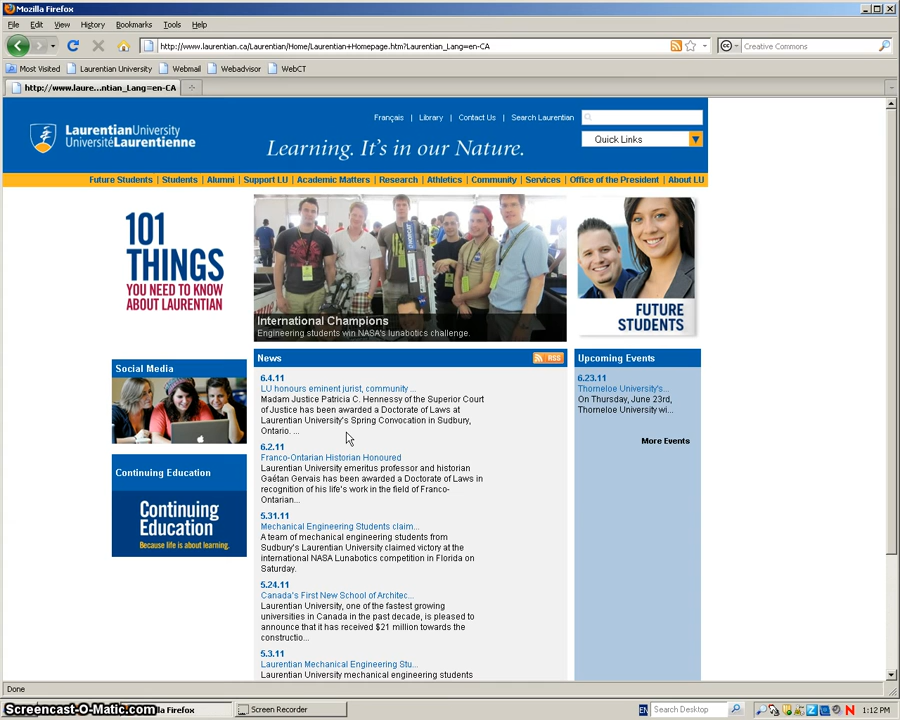 Mozilla Firefox
File Edit View History Bookmarks Tools Help
http://www.laurentian.ca/Laurentian/Home/Laurentian+Homepage.htm?Laurentian_Lang=en-CA
Creative Commons
Most Visited Laurentian University Webmail Webadvisor WebCT
http://www.laure...ntian_Lang=en-CA
Français | Library | Contact Us | Search Laurentian
LaurentianUniversity
UniversitéLaurentienne
Learning. It's in our Nature.
Quick Links
Future Students | Students | Alumni | Support LU | Academic Matters | Research | Athletics | Community | Services | Office of the President | About LU
101
THINGS
YOU NEED TO KNOW
ABOUT LAURENTIAN
International Champions
Engineering students win NASA's lunabotics challenge.
FUTURE
STUDENTS
Social Media
Continuing Education
Continuing
Education
Because life is about learning.
News
RSS
6.4.11
LU honours eminent jurist, community ...
Madam Justice Patricia C. Hennessy of the Superior Court
of Justice has been awarded a Doctorate of Laws at
Laurentian University's Spring Convocation in Sudbury,
Ontario. ...
6.2.11
Franco-Ontarian Historian Honoured
Laurentian University emeritus professor and historian
Gaétan Gervais has been awarded a Doctorate of Laws in
recognition of his life's work in the field of Franco-
Ontarian...
5.31.11
Mechanical Engineering Students claim...
A team of mechanical engineering students from
Sudbury's Laurentian University claimed victory at the
international NASA Lunabotics competition in Florida on
Saturday.
5.24.11
Canada's First New School of Architec...
Laurentian University, one of the fastest growing
universities in Canada in the past decade, is pleased to
announce that it has received $21 million towards the
constructio...
5.3.11
Laurentian Mechanical Engineering Stu...
Laurentian University mechanical engineering students
Upcoming Events
6.23.11
Thorneloe University's...
On Thursday, June 23rd,
Thorneloe University wi...
More Events
Done
Screencast-O-Matic.com
Firefox
Screen Recorder
EN
Search Desktop
1:12 PM